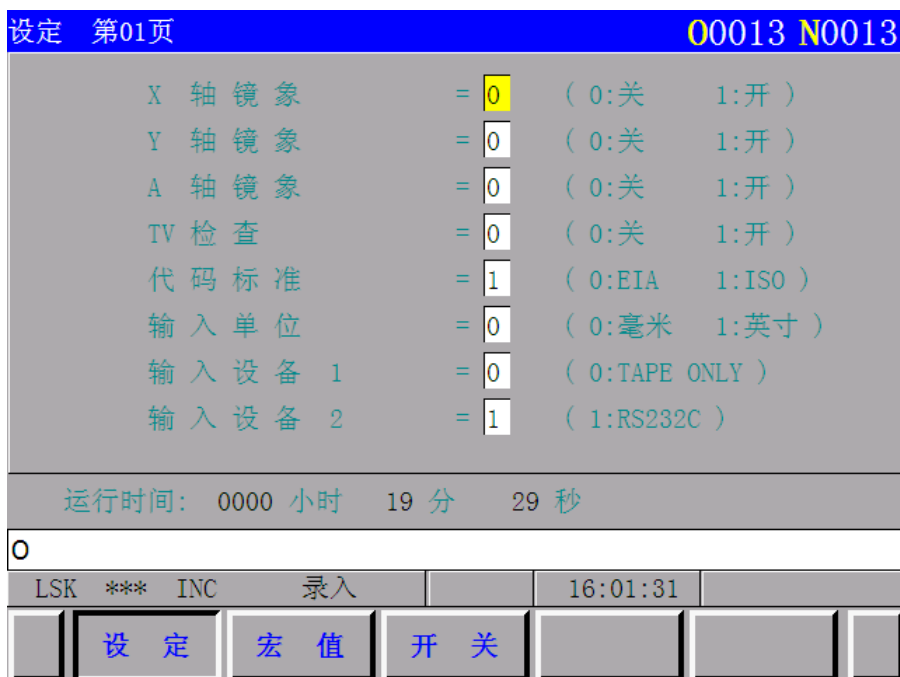 设定 第01页 O0013 N0013
X 轴 镜 象 = 0 ( 0:关 1:开 )
Y 轴 镜 象 = 0 ( 0:关 1:开 )
A 轴 镜 象 = 0 ( 0:关 1:开 )
TV 检 查 = 0 ( 0:关 1:开 )
代 码 标 准 = 1 ( 0:EIA 1:ISO )
输 入 单 位 = 0 ( 0:毫米 1:英寸 )
输 入 设 备 1 = 0 ( 0:TAPE ONLY )
输 入 设 备 2 = 1 ( 1:RS232C )
运行时间: 0000 小时 19 分 29 秒
O
LSK *** INC 录入 16:01:31
设 定 宏 值 开 关